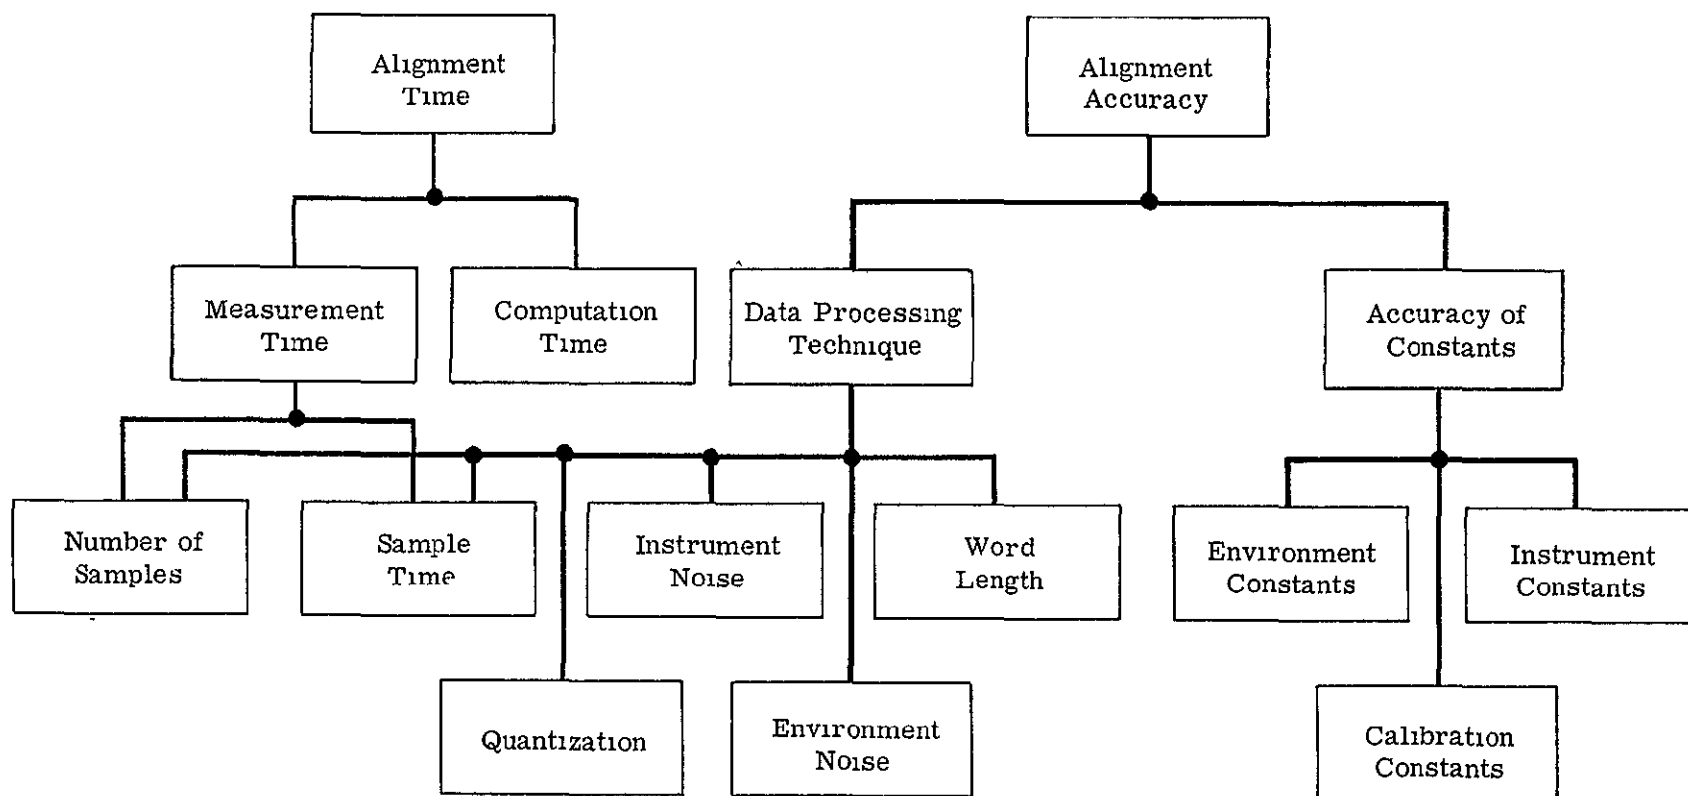 Alignment
Time
Alignment
Accuracy
Measurement
Time
Computation
Time
Data Processing
Technique
Accuracy of
Constants
Number of
Samples
Sample
Time
Instrument
Noise
Word
Length
Environment
Constants
Instrument
Constants
Quantization
Environment
Noise
Calibration
Constants